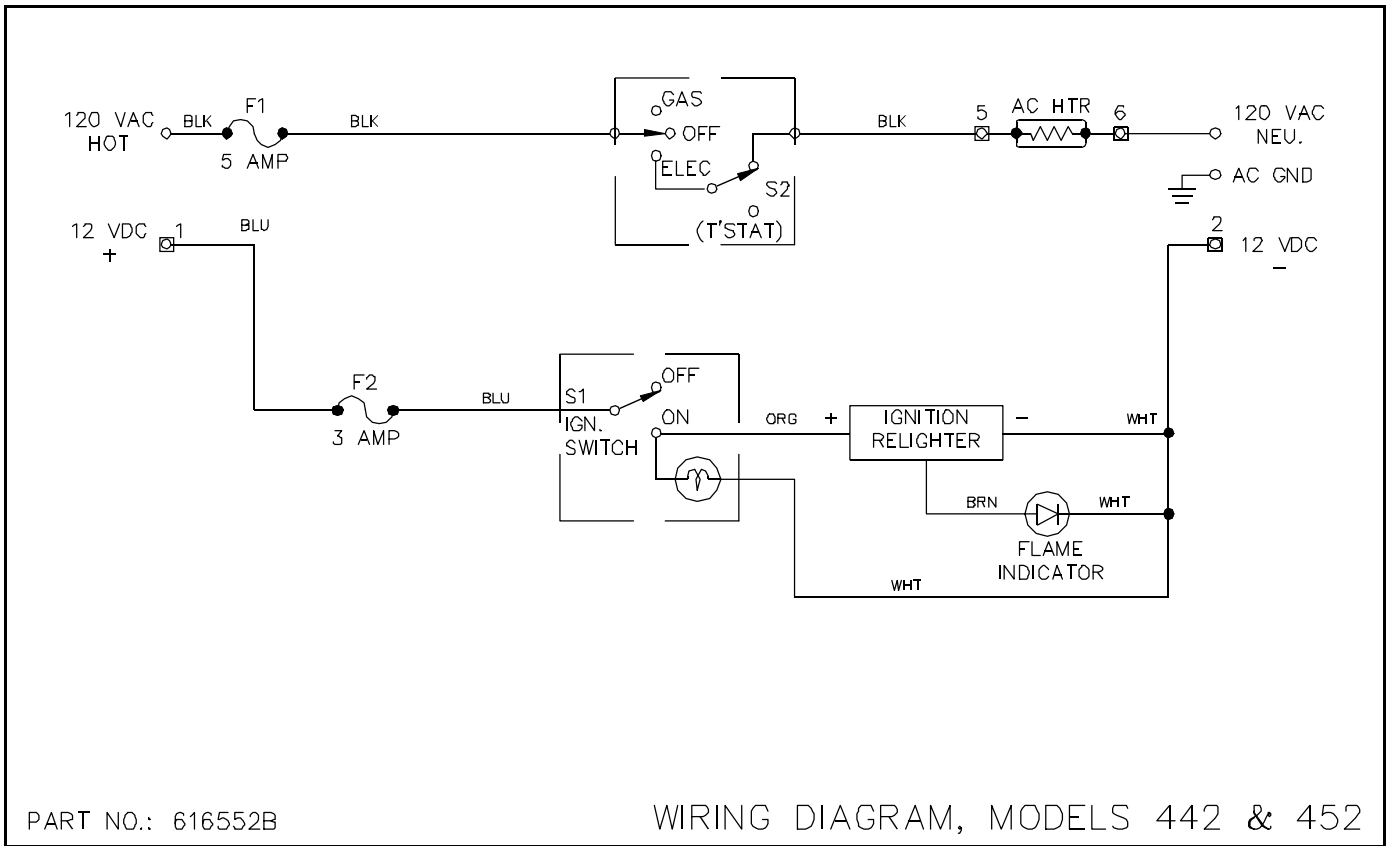 120 VAC
HOT
BLK
F1
5 AMP
BLK
GAS
OFF
ELEC
S2
(T'STAT)
BLK
5
AC HTR
6
120 VAC
NEU.
AC GND
12 VDC
+
1
BLU
2
12 VDC
–
F2
3 AMP
BLU
S1
IGN.
SWITCH
OFF
ON
ORG
+
IGNITION
RELIGHTER
–
WHT
BRN
WHT
FLAME
INDICATOR
WHT
PART NO.: 616552B
WIRING DIAGRAM, MODELS 442 & 452